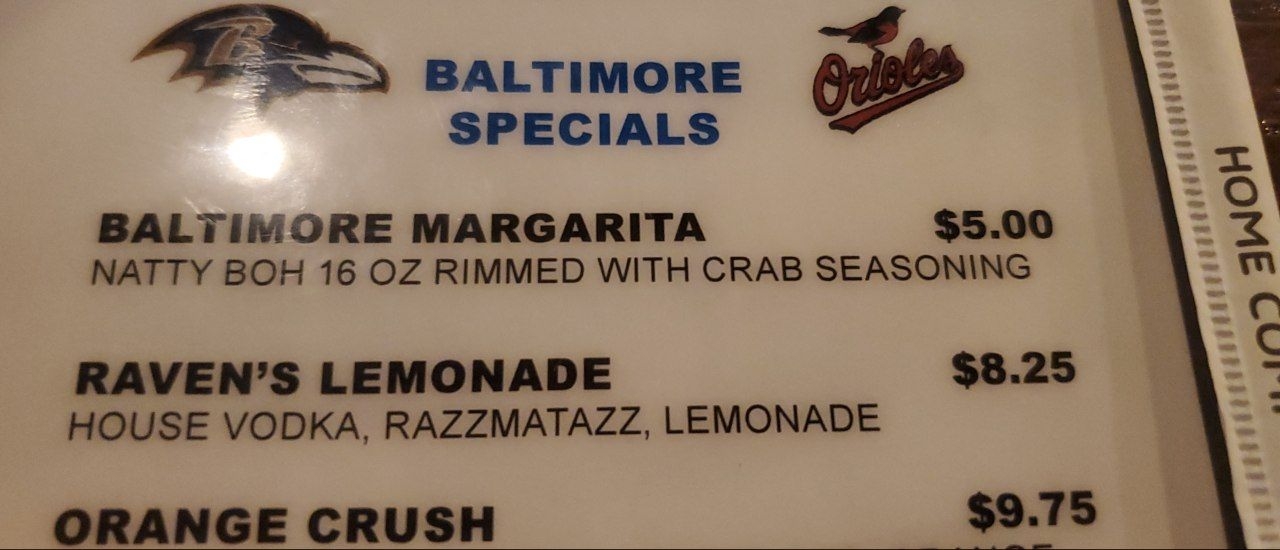 B
Orioles
BALTIMORE
SPECIALS
BALTIMORE MARGARITA $5.00
NATTY BOH 16 OZ RIMMED WITH CRAB SEASONING
RAVEN'S LEMONADE $8.25
HOUSE VODKA, RAZZMATAZZ, LEMONADE
ORANGE CRUSH $9.75
HOME